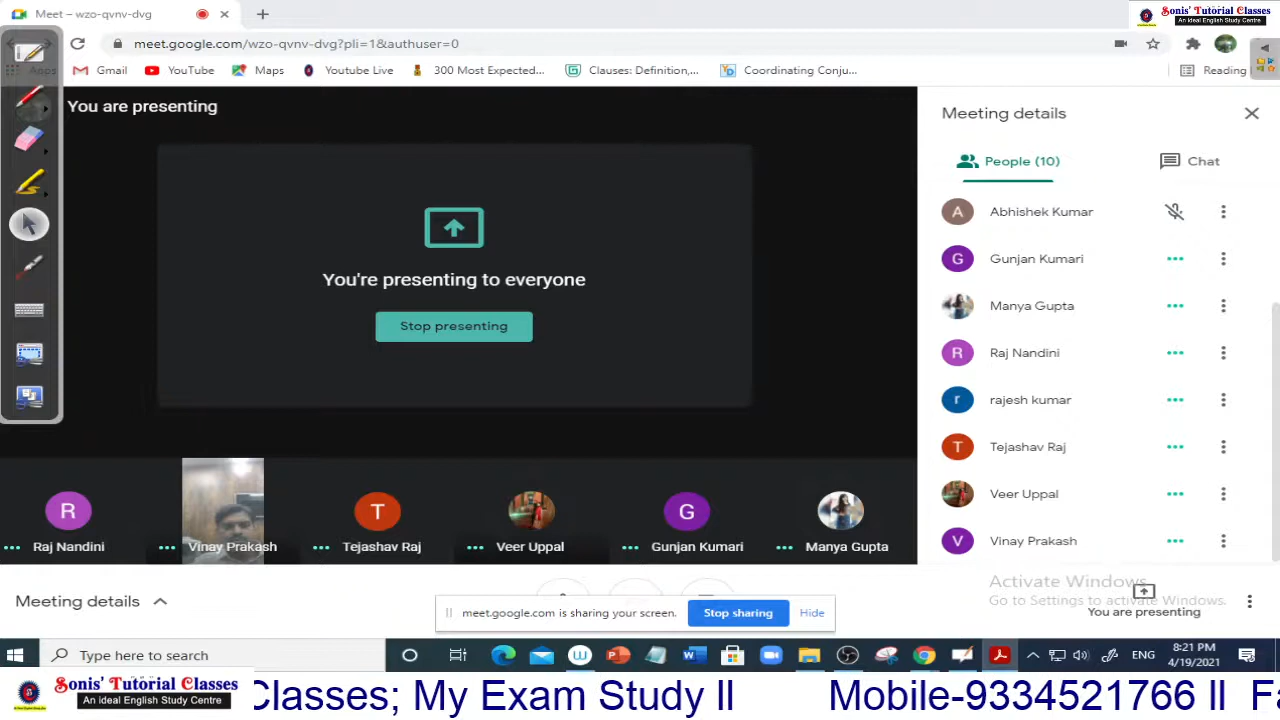 Meet – wzo-qvnv-dvg
Sonis' Tutorial Classes
An Ideal English Study Centre
meet.google.com/wzo-qvnv-dvg?pli=1&authuser=0
Apps
Gmail
YouTube
Maps
Youtube Live
300 Most Expected...
Clauses: Definition,...
Coordinating Conju...
Reading
You are presenting
You're presenting to everyone
Stop presenting
Meeting details
People (10)
Chat
A
Abhishek Kumar
G
Gunjan Kumari
Manya Gupta
R
Raj Nandini
r
rajesh kumar
T
Tejashav Raj
Veer Uppal
V
Vinay Prakash
R
Raj Nandini
Vinay Prakash
T
Tejashav Raj
Veer Uppal
G
Gunjan Kumari
Manya Gupta
Activate Windows
Go to Settings to activate Windows.
You are presenting
Meeting details
meet.google.com is sharing your screen.
Stop sharing
Hide
Type here to search
ENG
8:21 PM
4/19/2021
Sonis' Tutorial Classes
An Ideal English Study Centre
Classes; My Exam Study ll Mobile-9334521766 ll Fa